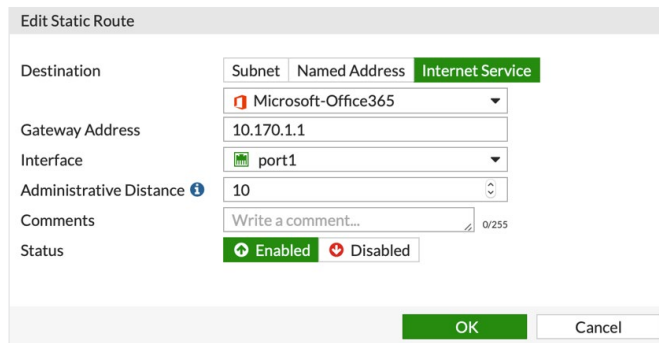 Edit Static Route
Destination Subnet Named Address Internet Service
Microsoft-Office365
Gateway Address 10.170.1.1
Interface port1
Administrative Distance 10
Comments Write a comment... 0/255
Status Enabled Disabled
OK Cancel